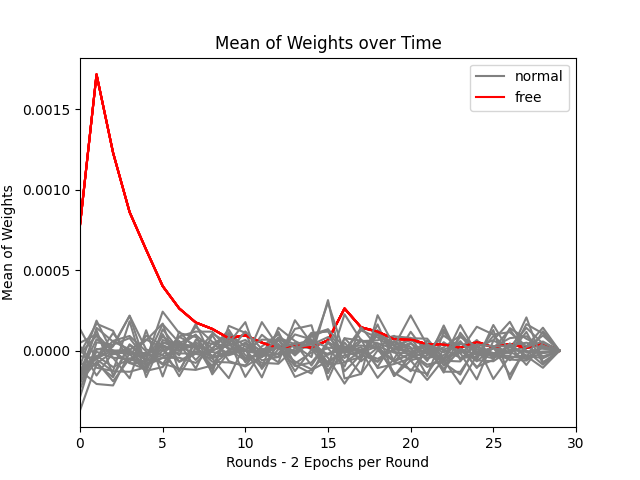 Mean of Weights over Time
normal
free
Mean of Weights
0.0015
0.0010
0.0005
0.0000
0 5 10 15 20 25 30
Rounds - 2 Epochs per Round